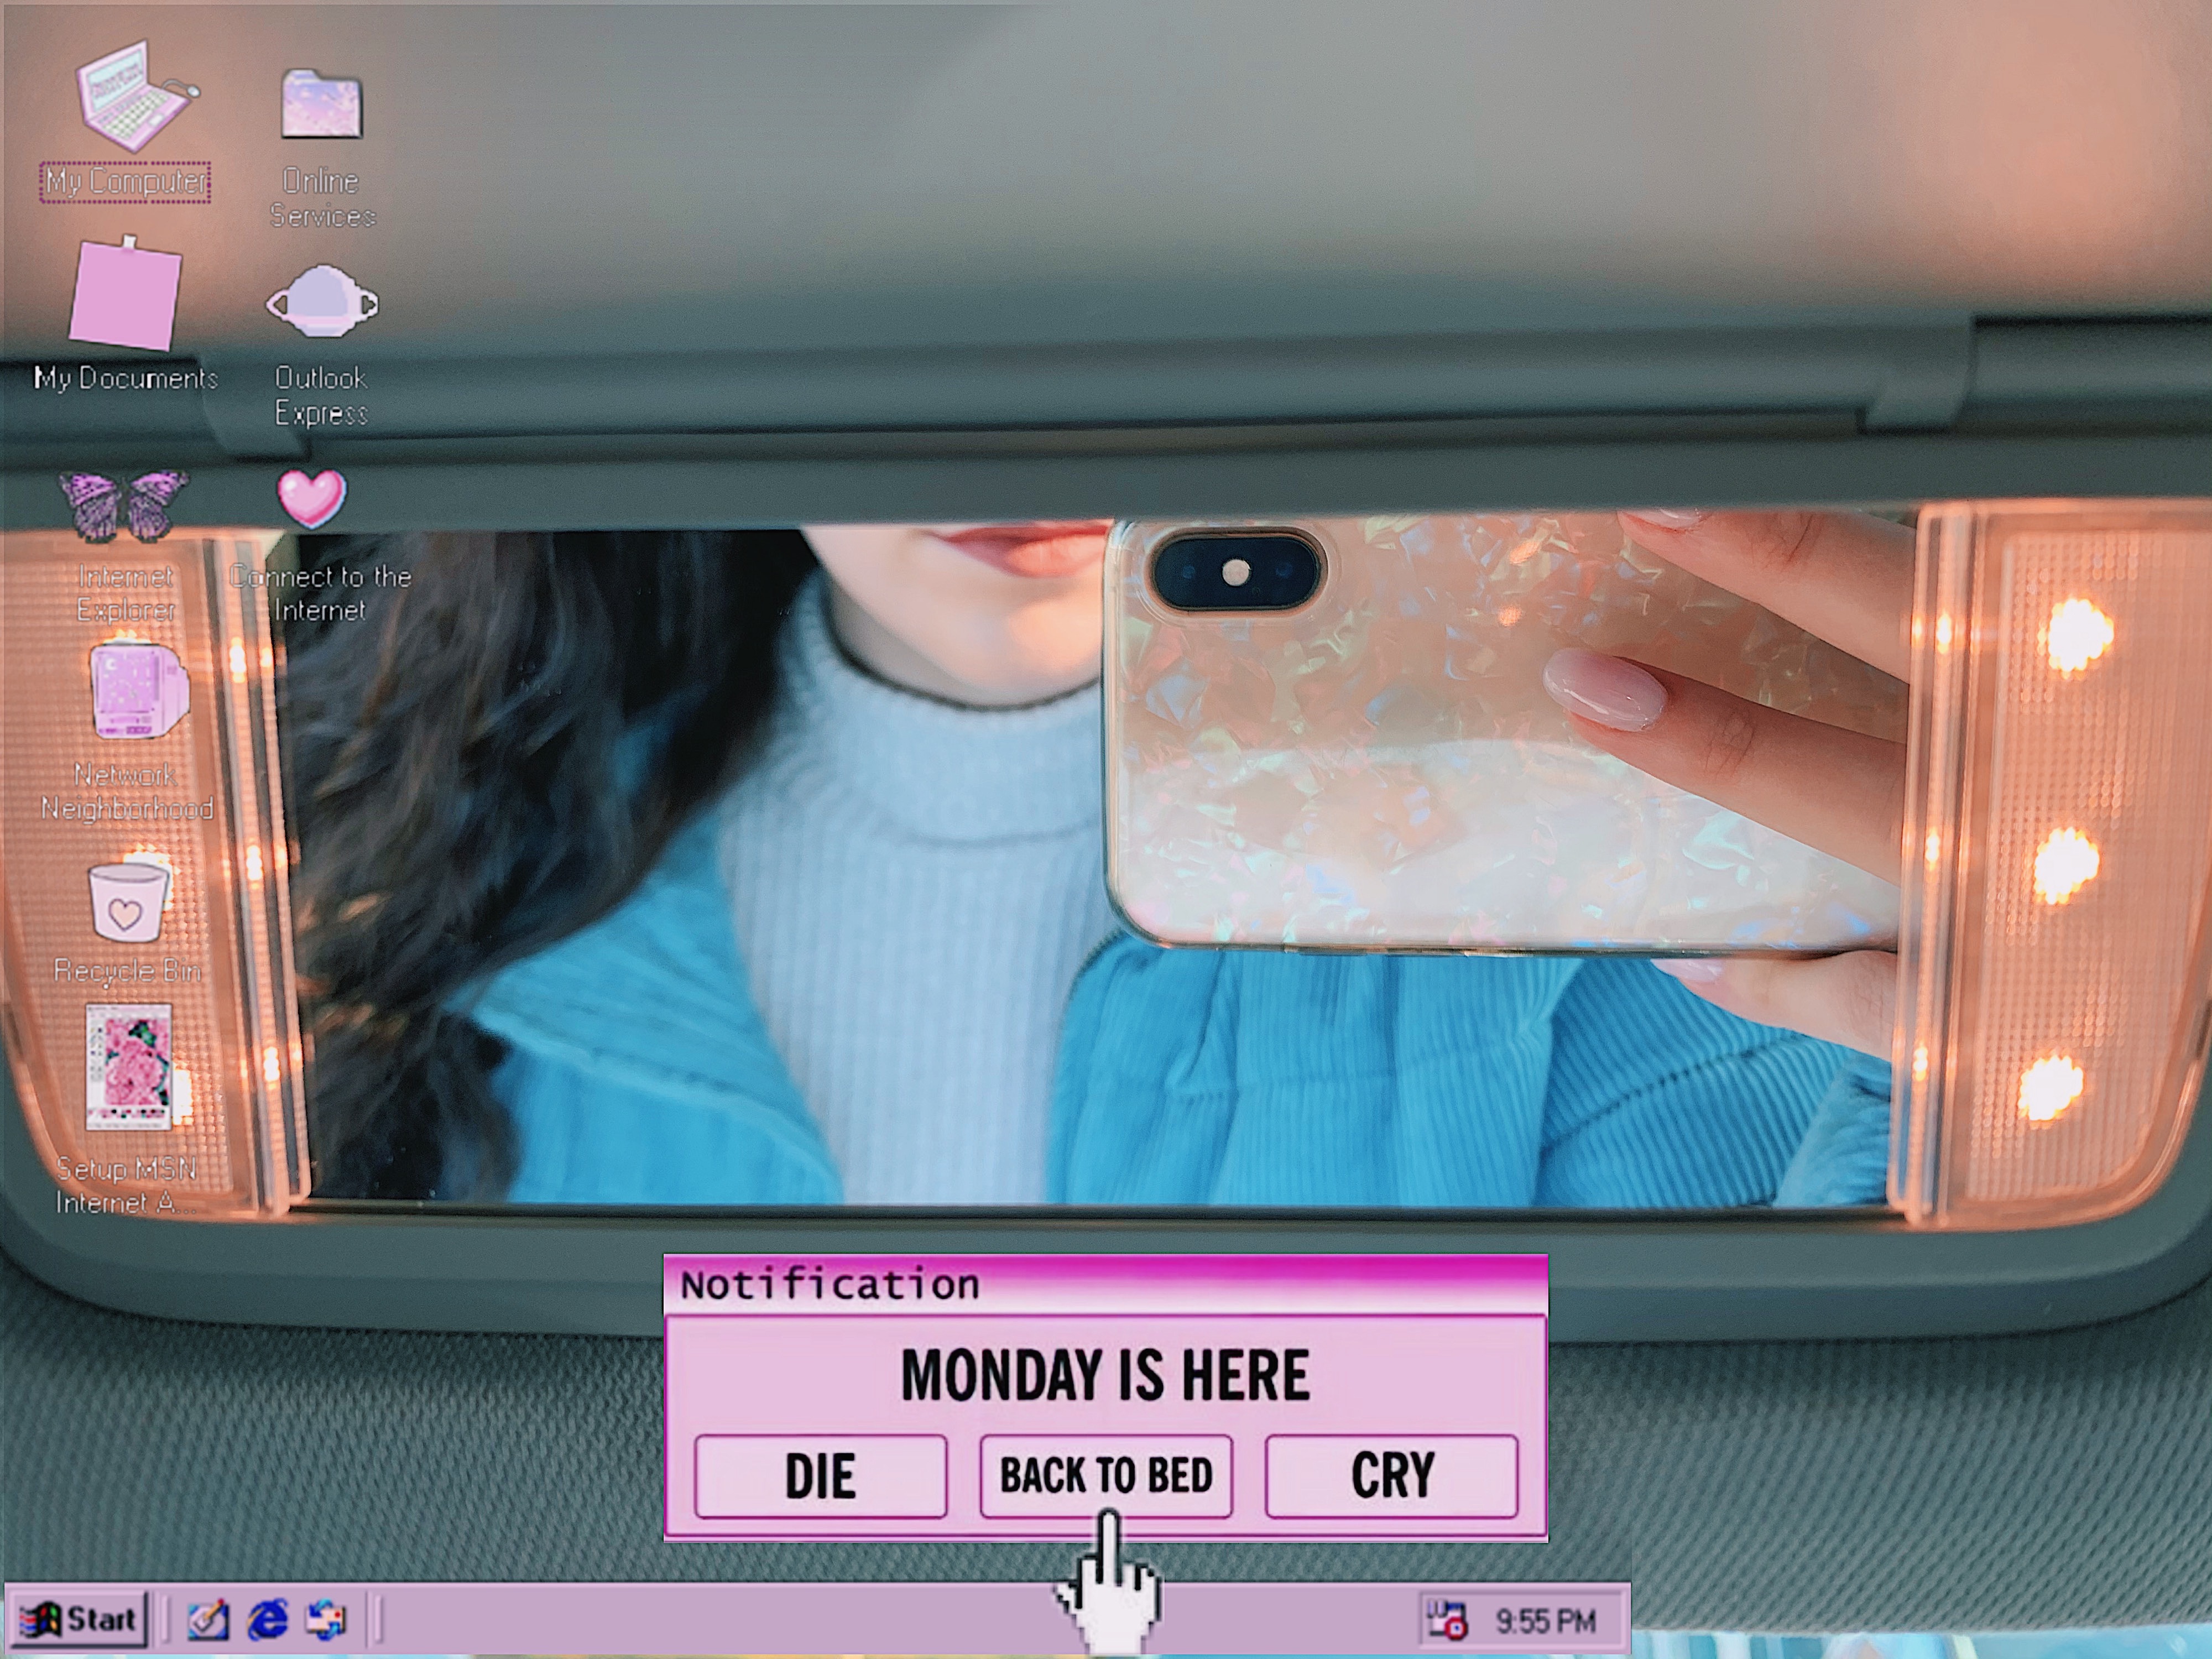 My Computer
Online
Services
My Documents
Outlook
Express
Internet
Explorer
Connect to the
Internet
Network
Neighborhood
Recycle Bin
Setup MSN
Internet A...
Notification
MONDAY IS HERE
DIE
BACK TO BED
CRY
Start
9:55 PM